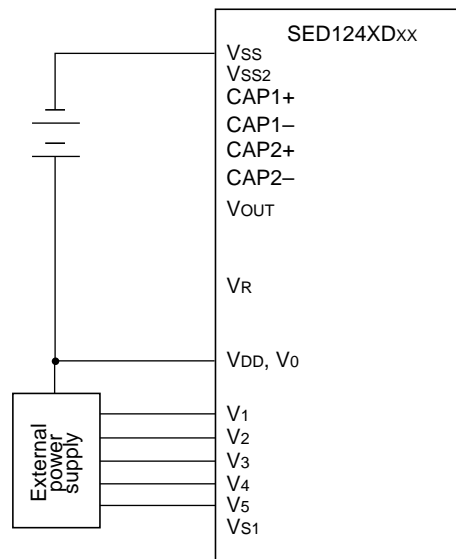 SED124XDXX
VSS
VSS2
CAP1+
CAP1–
CAP2+
CAP2–
VOUT
VR
VDD, V0
V1
V2
V3
V4
V5
VS1
External
power
supply